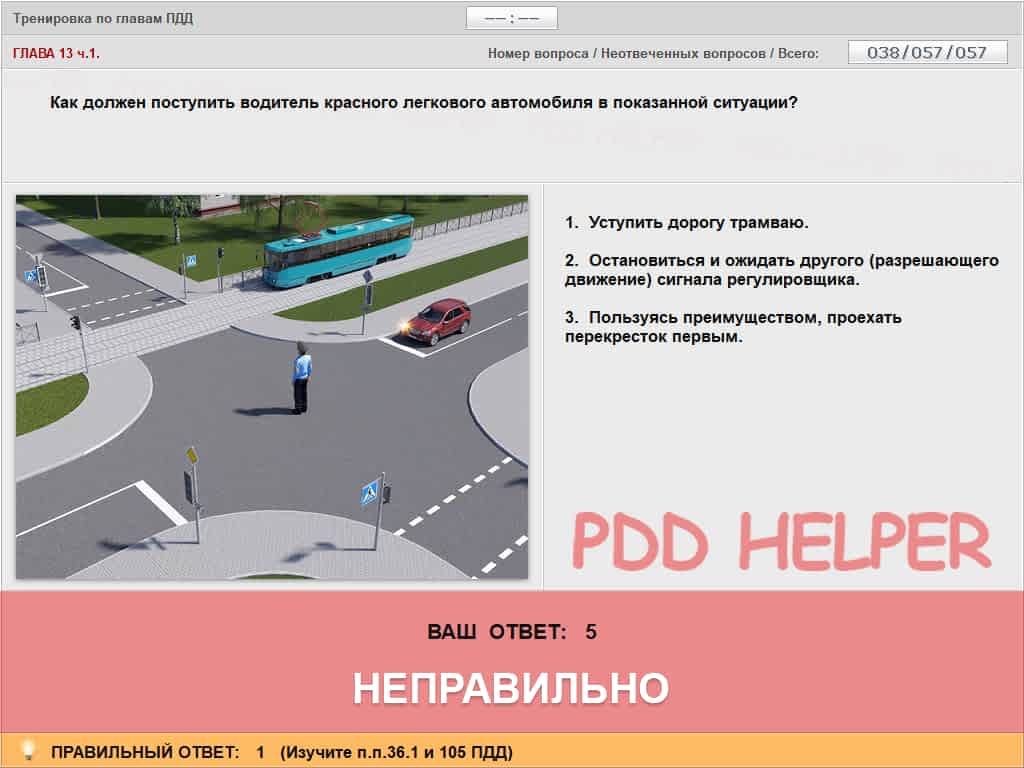 Тренировка по главам ПДД
–– : ––
ГЛАВА 13 ч.1.
Номер вопроса / Неотвеченных вопросов / Всего:
038/057/057
Как должен поступить водитель красного легкового автомобиля в показанной ситуации?
1. Уступить дорогу трамваю.
2. Остановиться и ожидать другого (разрешающего
движение) сигнала регулировщика.
3. Пользуясь преимуществом, проехать
перекресток первым.
PDD HELPER
ВАШ ОТВЕТ: 5
НЕПРАВИЛЬНО
ПРАВИЛЬНЫЙ ОТВЕТ: 1 (Изучите п.п.36.1 и 105 ПДД)